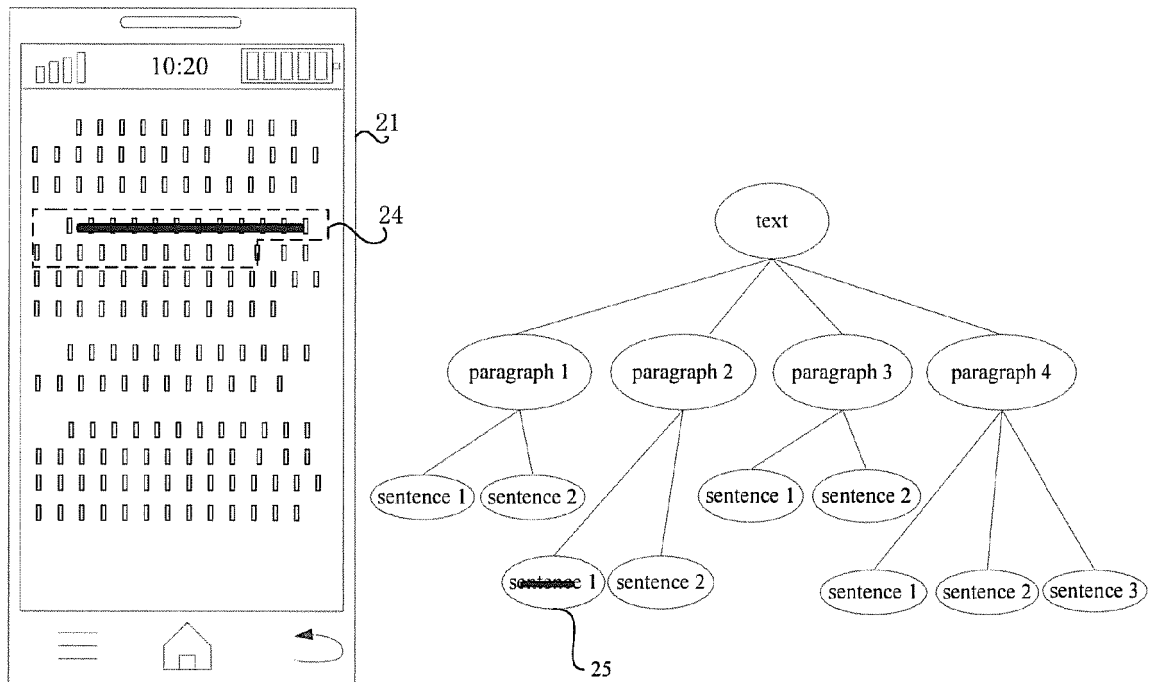 10:20
21
24
text
paragraph 1 paragraph 2 paragraph 3 paragraph 4
sentence 1 sentence 2 sentence 1 sentence 2
sentence 1 sentence 2 sentence 1 sentence 2 sentence 3
25